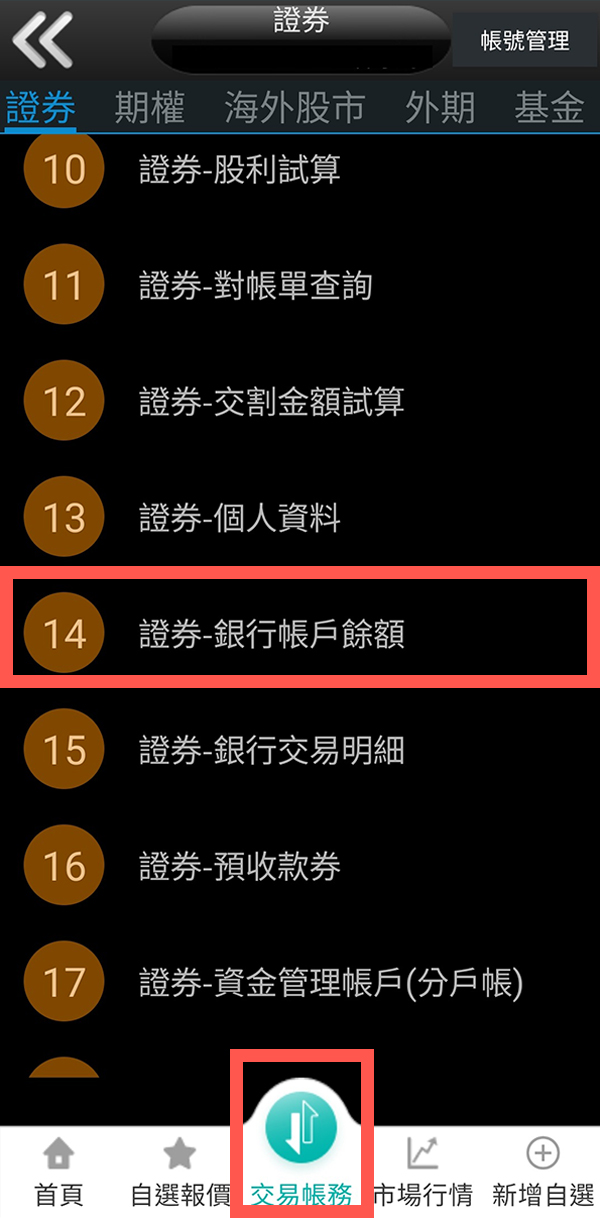 證券
帳號管理
證券 期權 海外股市 外期 基金
10 證券-股利試算
11 證券-對帳單查詢
12 證券-交割金額試算
13 證券-個人資料
14 證券-銀行帳戶餘額
15 證券-銀行交易明細
16 證券-預收款券
17 證券-資金管理帳戶(分戶帳)
首頁 自選報價 交易帳務 市場行情 新增自選